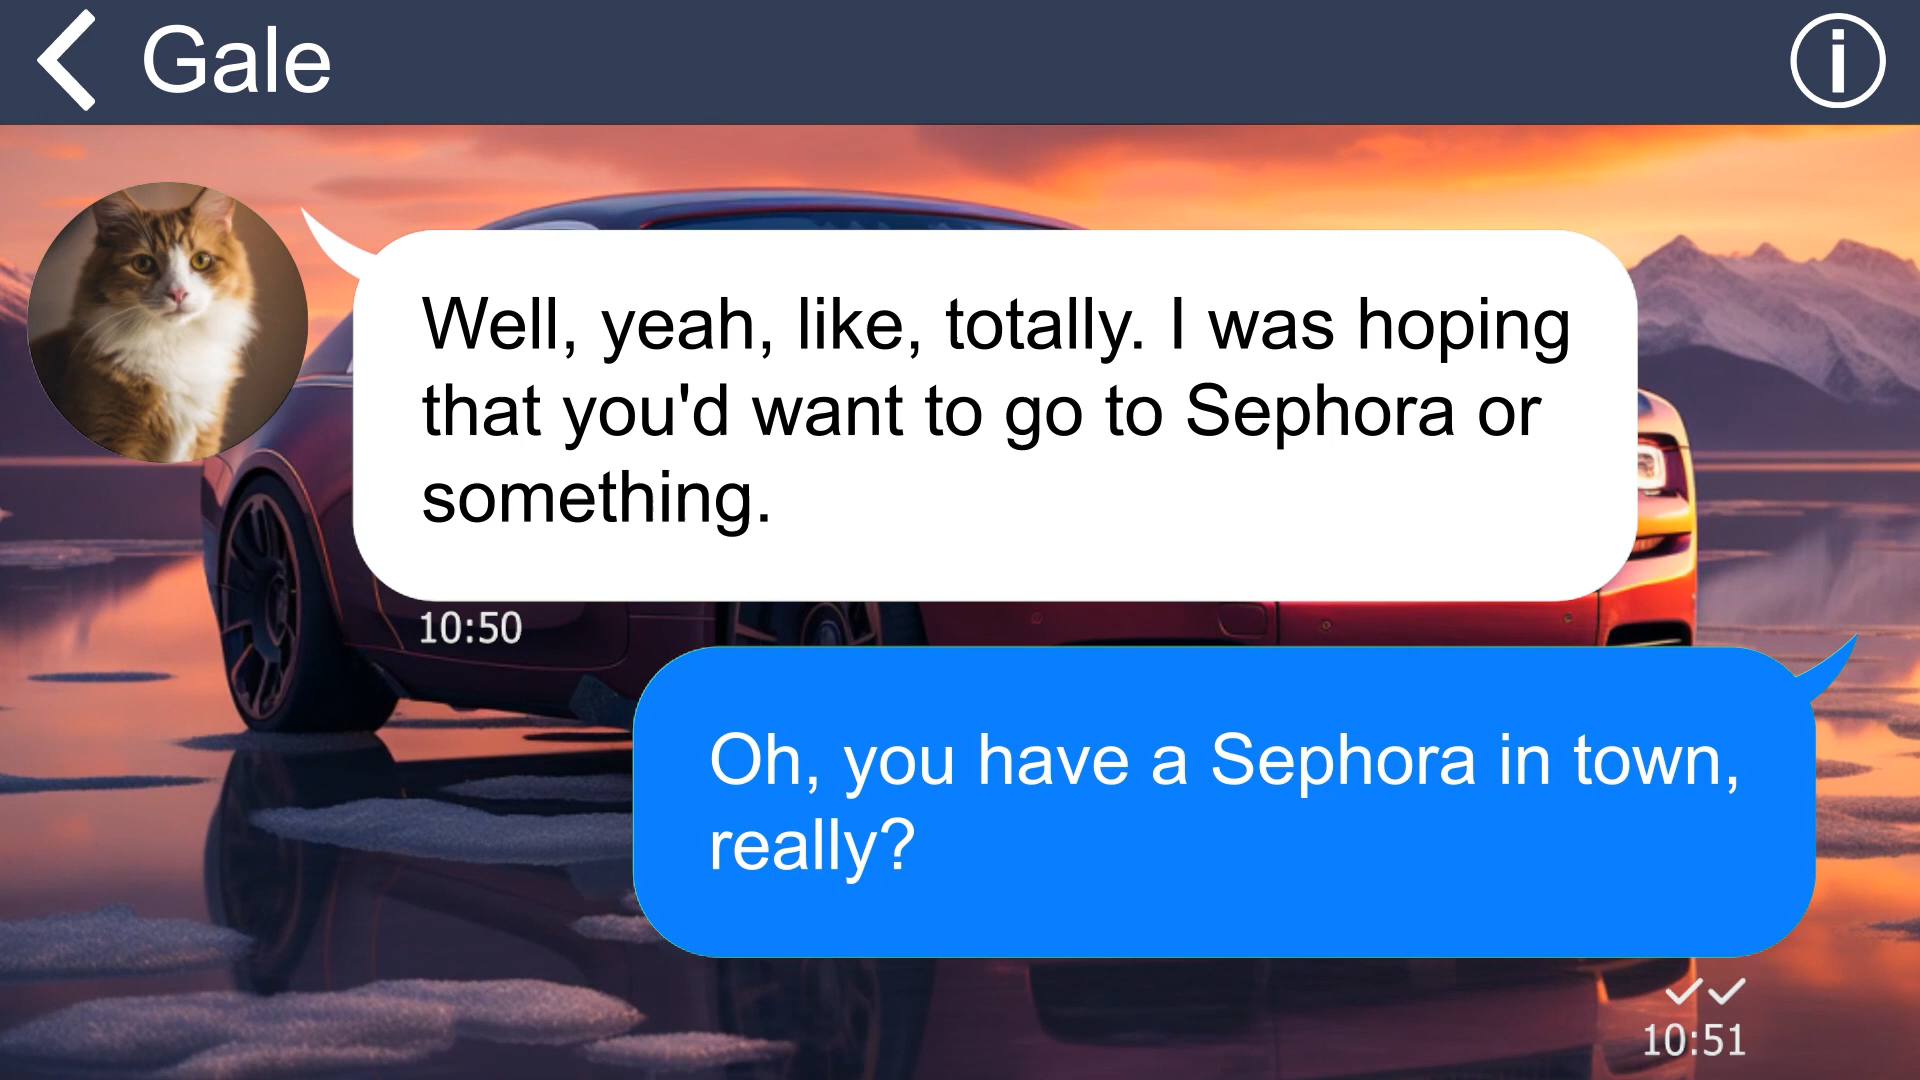 Gale
Well, yeah, like, totally. I was hoping
that you'd want to go to Sephora or
something.
10:50
Oh, you have a Sephora in town,
really?
10:51